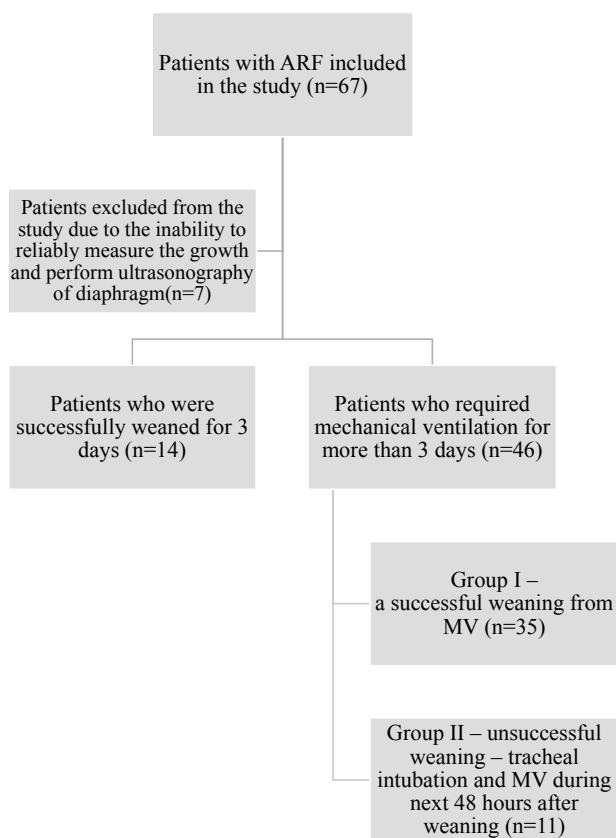 Patients with ARF included
in the study (n=67)
Patients excluded from the
study due to the inability to
reliably measure the growth
and perform ultrasonography
of diaphragm(n=7)
Patients who were
successfully weaned for 3
days (n=14)
Patients who required
mechanical ventilation for
more than 3 days (n=46)
Group I –
a successful weaning from
MV (n=35)
Group II – unsuccessful
weaning – tracheal
intubation and MV during
next 48 hours after
weaning (n=11)